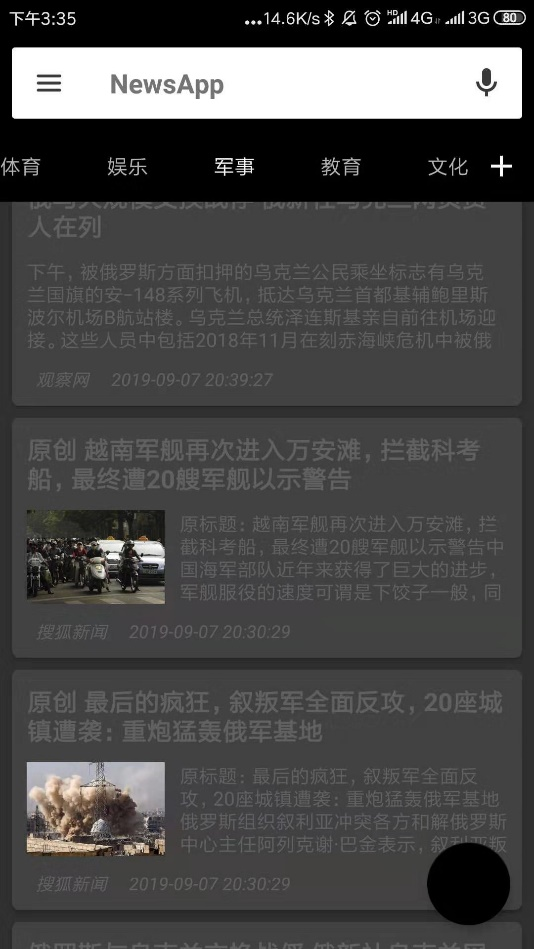 下午3:35
...14.6K/s HD 4G 3G 80
NewsApp
体育 娱乐 军事 教育 文化 +
人在列
下午，被俄罗斯方面扣押的乌克兰公民乘坐标志有乌克
兰国旗的安-148系列飞机，抵达乌克兰首都基辅鲍里斯
波尔机场B航站楼。乌克兰总统泽连斯基亲自前往机场迎
接。这些人员中包括2018年11月在刻赤海峡危机中被俄
观察网 2019-09-07 20:39:27
原创 越南军舰再次进入万安滩，拦截科考
船，最终遭20艘军舰以示警告
原标题：越南军舰再次进入万安滩，拦
截科考船，最终遭20艘军舰以示警告中
国海军部队近年来获得了巨大的进步，
军舰服役的速度可谓是下饺子一般，同
搜狐新闻 2019-09-07 20:30:29
原创 最后的疯狂，叙叛军全面反攻，20座城
镇遭袭：重炮猛轰俄军基地
原标题：最后的疯狂，叙叛军全面反
攻，20座城镇遭袭：重炮猛轰俄军基地
俄罗斯组织叙利亚冲突各方和解俄罗斯
中心主任阿列克谢·巴金表示，叙利亚叛
搜狐新闻 2019-09-07 20:30:29